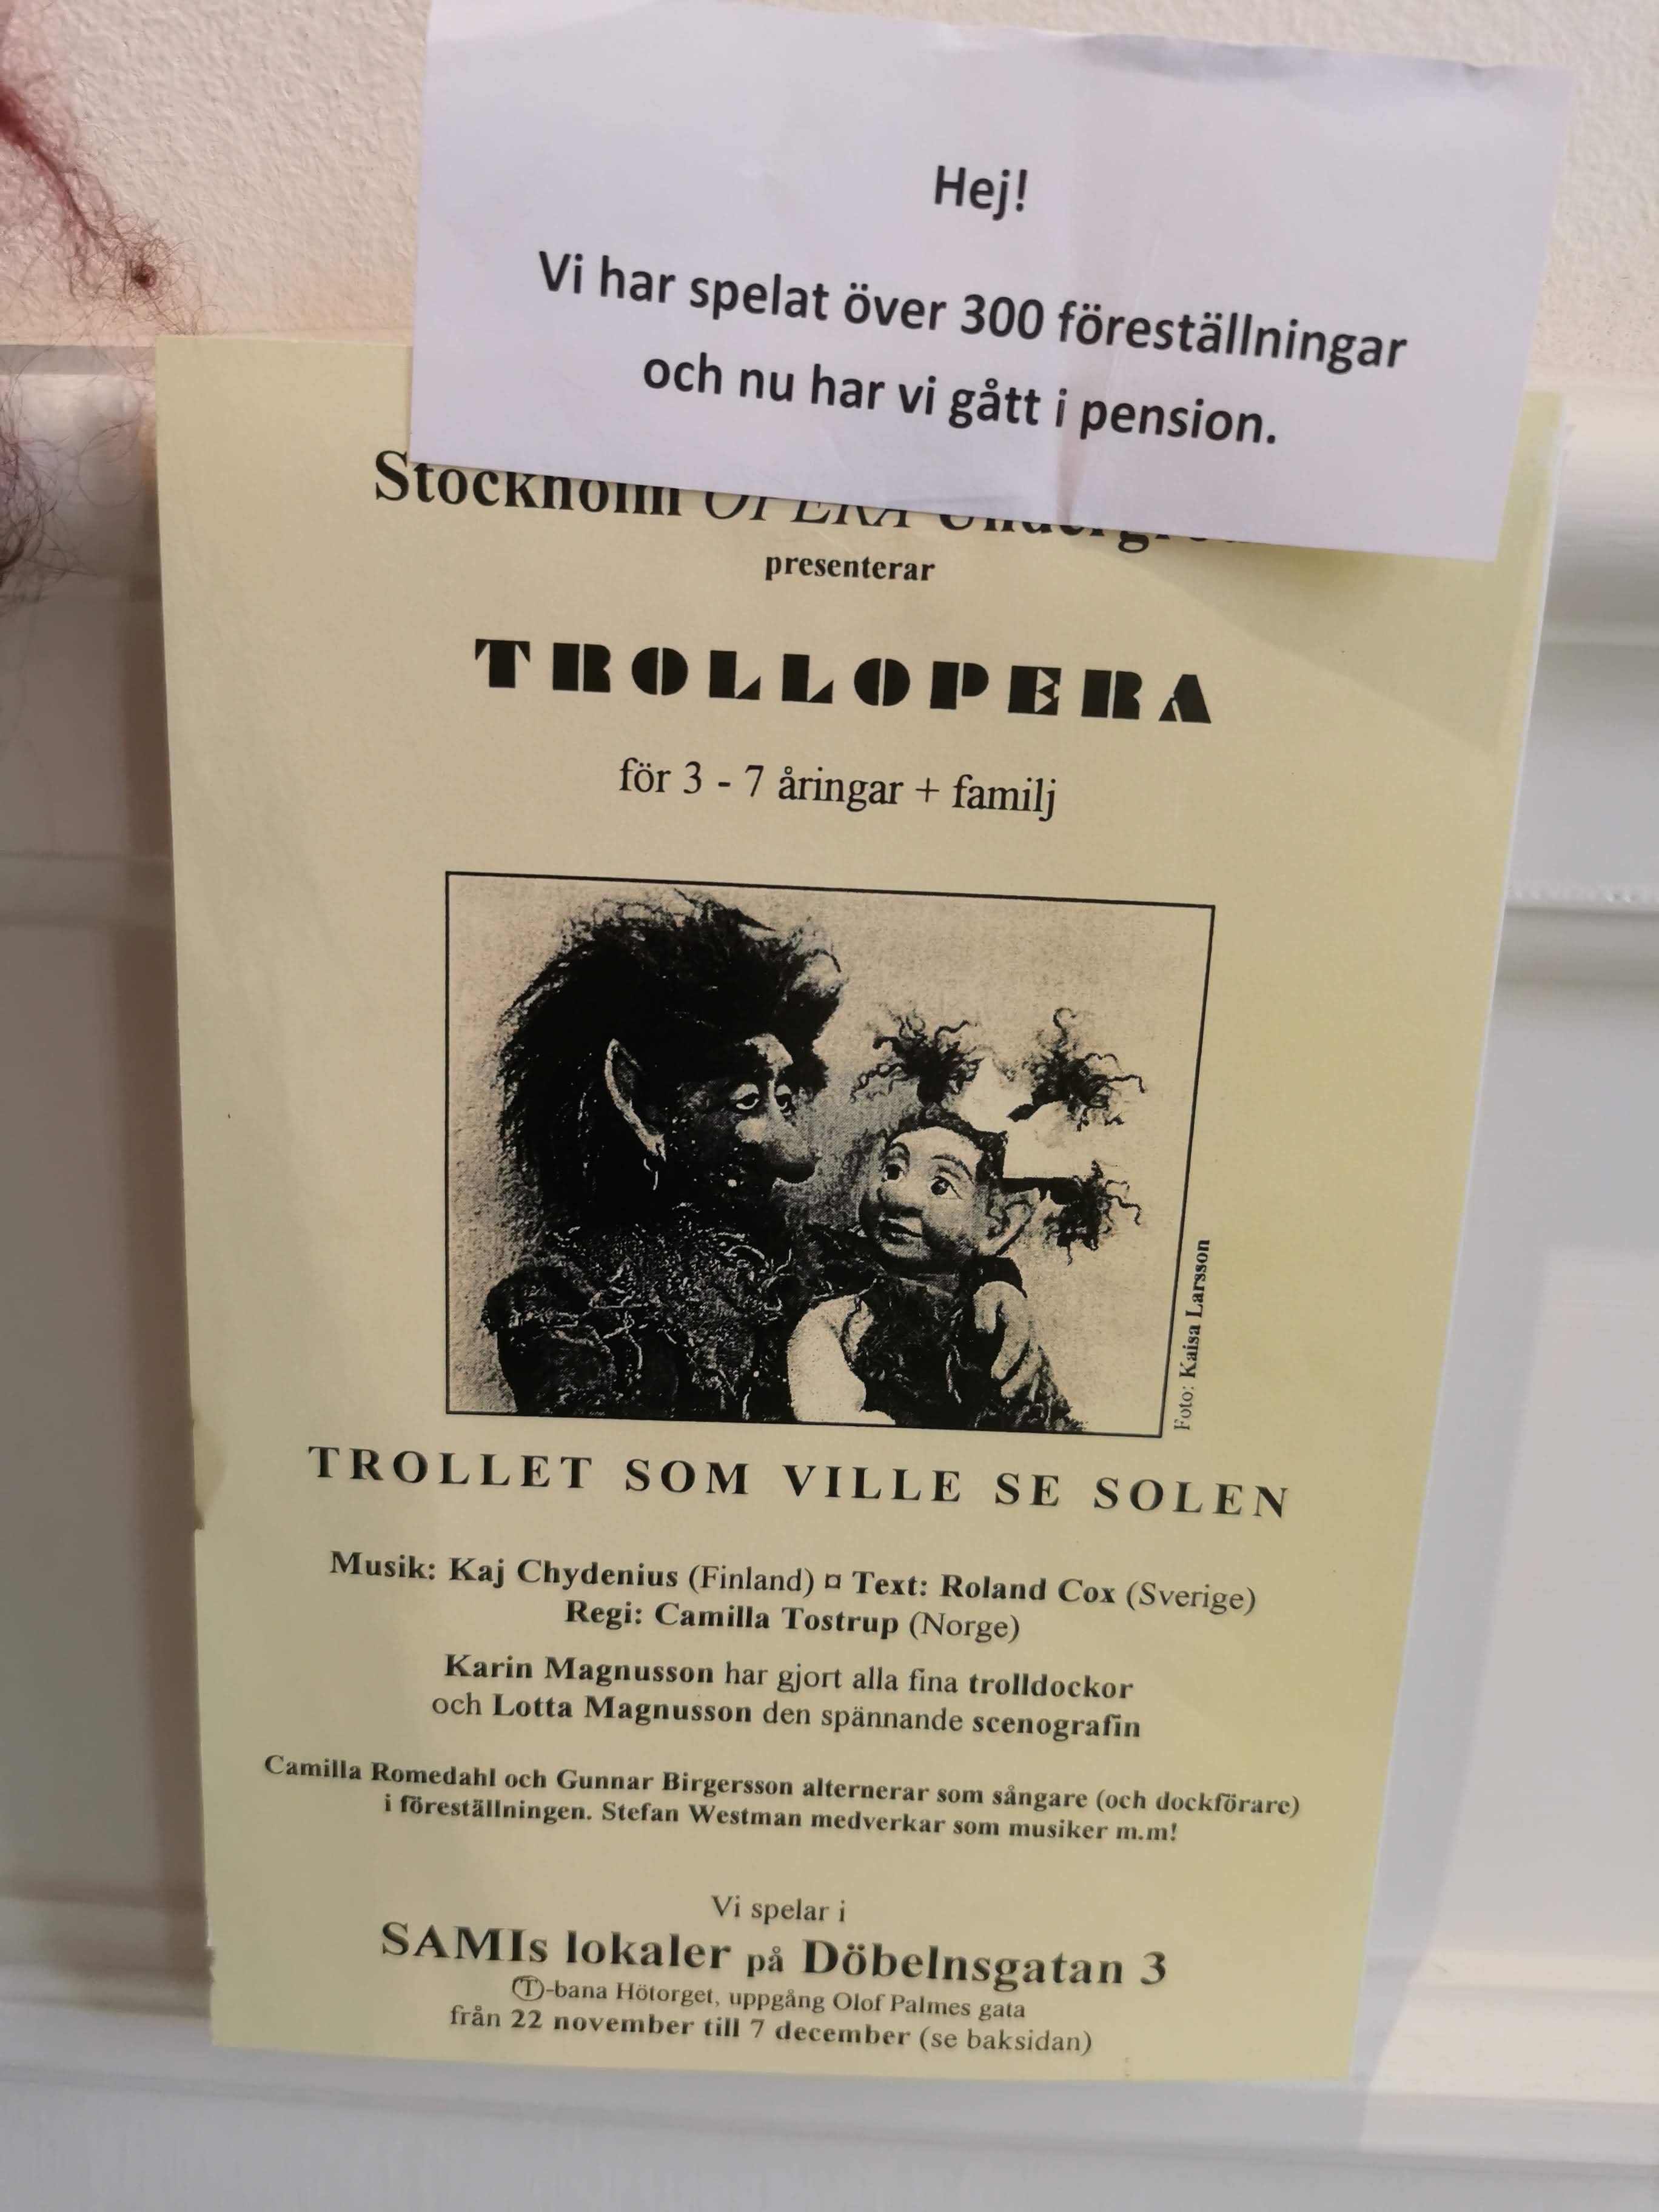 Hej!
Vi har spelat över 300 föreställningar
och nu har vi gått i pension.
Stockholm OPERA
presenterar
TROLLOPERA
för 3 - 7 åringar + familj
Foto: Kaisa Larsson
TROLLET SOM VILLE SE SOLEN
Musik: Kaj Chydenius (Finland) ¤ Text: Roland Cox (Sverige)
Regi: Camilla Tostrup (Norge)
Karin Magnusson har gjort alla fina trolldockor
och Lotta Magnusson den spännande scenografin
Camilla Romedahl och Gunnar Birgersson alternerar som sångare (och dockförare)
i föreställningen. Stefan Westman medverkar som musiker m.m!
Vi spelar i
SAMIs lokaler på Döbelnsgatan 3
Ⓣ-bana Hötorget, uppgång Olof Palmes gata
från 22 november till 7 december (se baksidan)